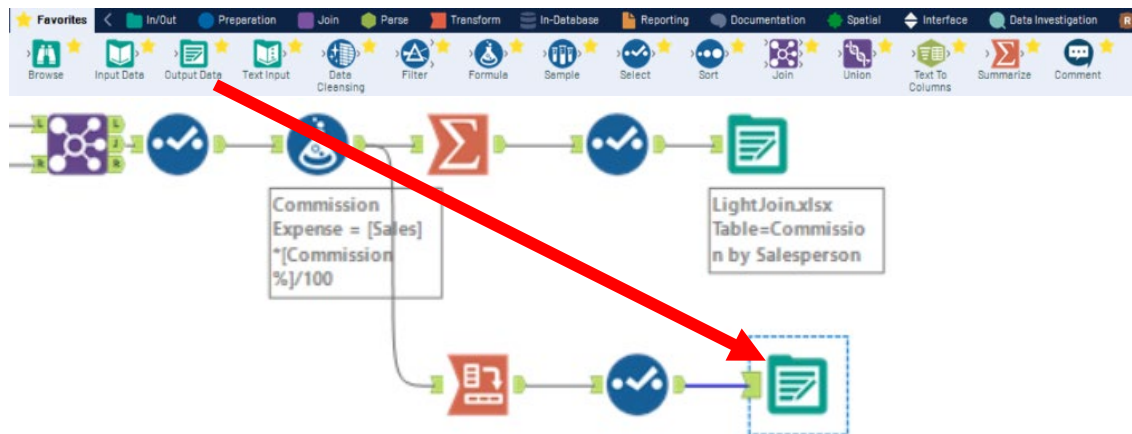 Favorites In/Out Preparation Join Parse Transform In-Database Reporting Documentation Spatial Interface Data Investigation R
Browse Input Data Output Data Text Input Data Cleansing Filter Formula Sample Select Sort Join Union Text To Columns Summarize Comment
L L
J
R R
Commission
Expense = [Sales]
*[Commission
%]/100
LightJoin.xlsx
Table=Commissio
n by Salesperson